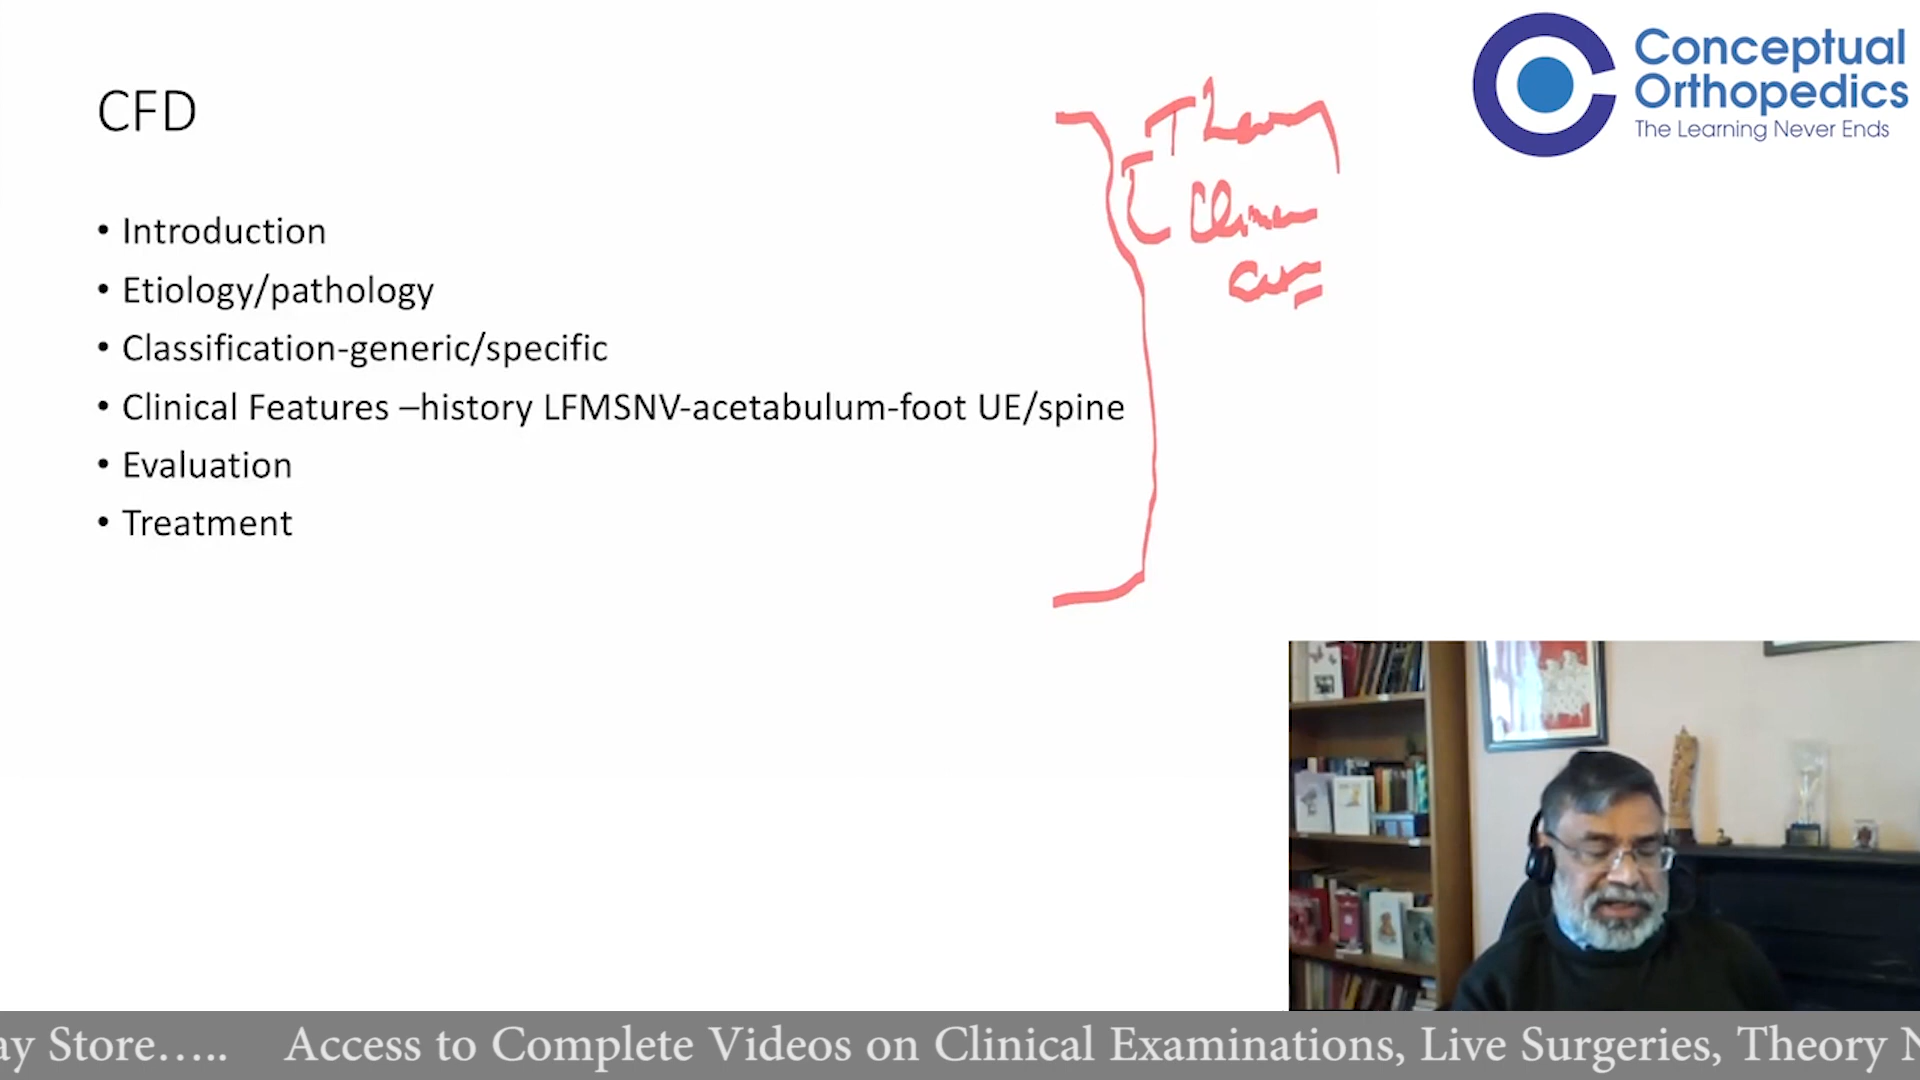 CFD
• Introduction
• Etiology/pathology
• Classification-generic/specific
• Clinical Features –history LFMSNV-acetabulum-foot UE/spine
• Evaluation
• Treatment
Theory
Conceptual
Orthopedics
The Learning Never Ends
ay Store….. Access to Complete Videos on Clinical Examinations, Live Surgeries, Theory N